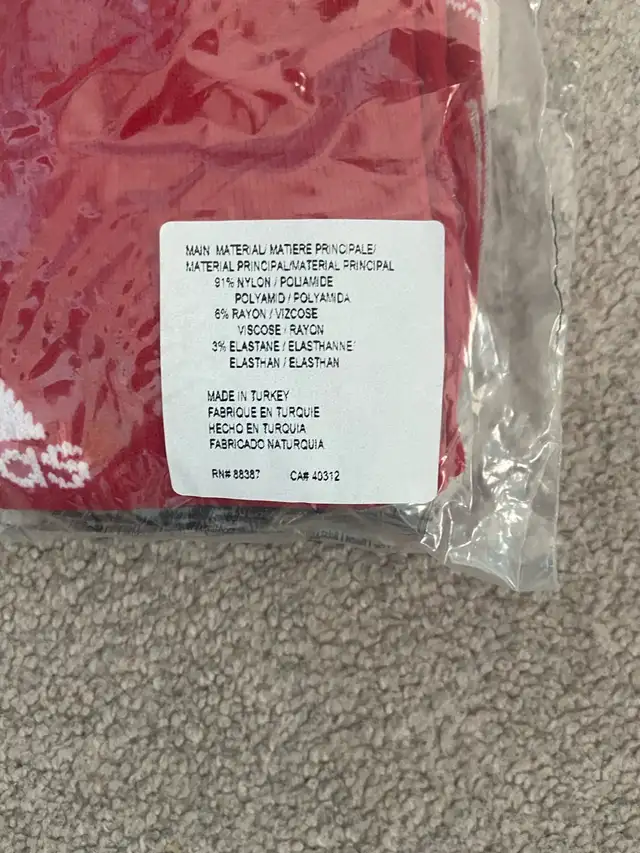 MAIN MATERIAL/ MATIERE PRINCIPALE/
MATERIAL PRINCIPAL/MATERIAL PRINCIPAL
91% NYLON / POLIAMIDE
POLYAMID / POLYAMIDA
6% RAYON / VIZCOSE
VISCOSE / RAYON
3% ELASTANE / ELASTHANNE/
ELASTHAN / ELASTHAN
MADE IN TURKEY
FABRIQUE EN TURQUIE
HECHO EN TURQUIA
FABRICADO NATURQUIA
RN# 88387 CA# 40312